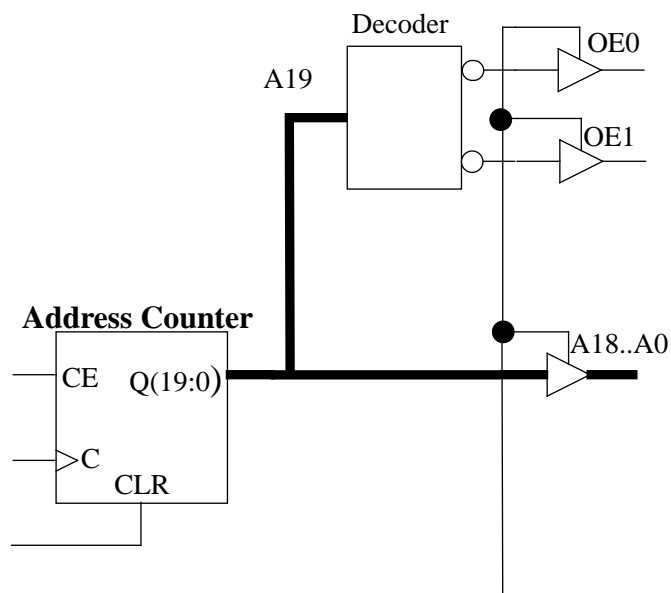 Decoder
OE0
A19
OE1
Address Counter
A18..A0
CE
Q(19:0)
C
CLR